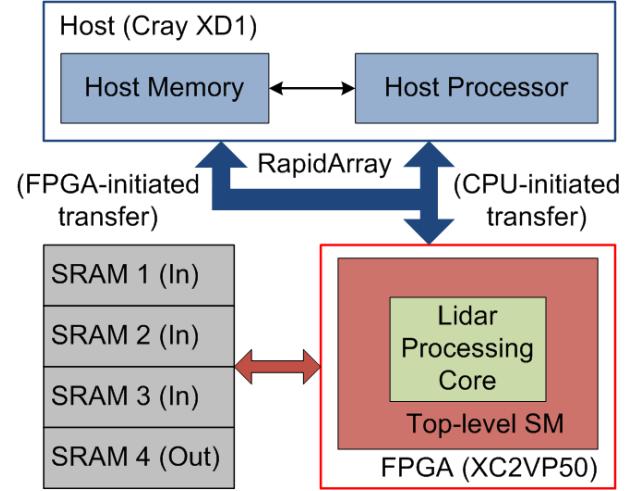 Host (Cray XD1)
Host Memory
Host Processor
RapidArray
(FPGA-initiated
transfer)
(CPU-initiated
transfer)
SRAM 1 (In)
SRAM 2 (In)
SRAM 3 (In)
SRAM 4 (Out)
Lidar
Processing
Core
Top-level SM
FPGA (XC2VP50)